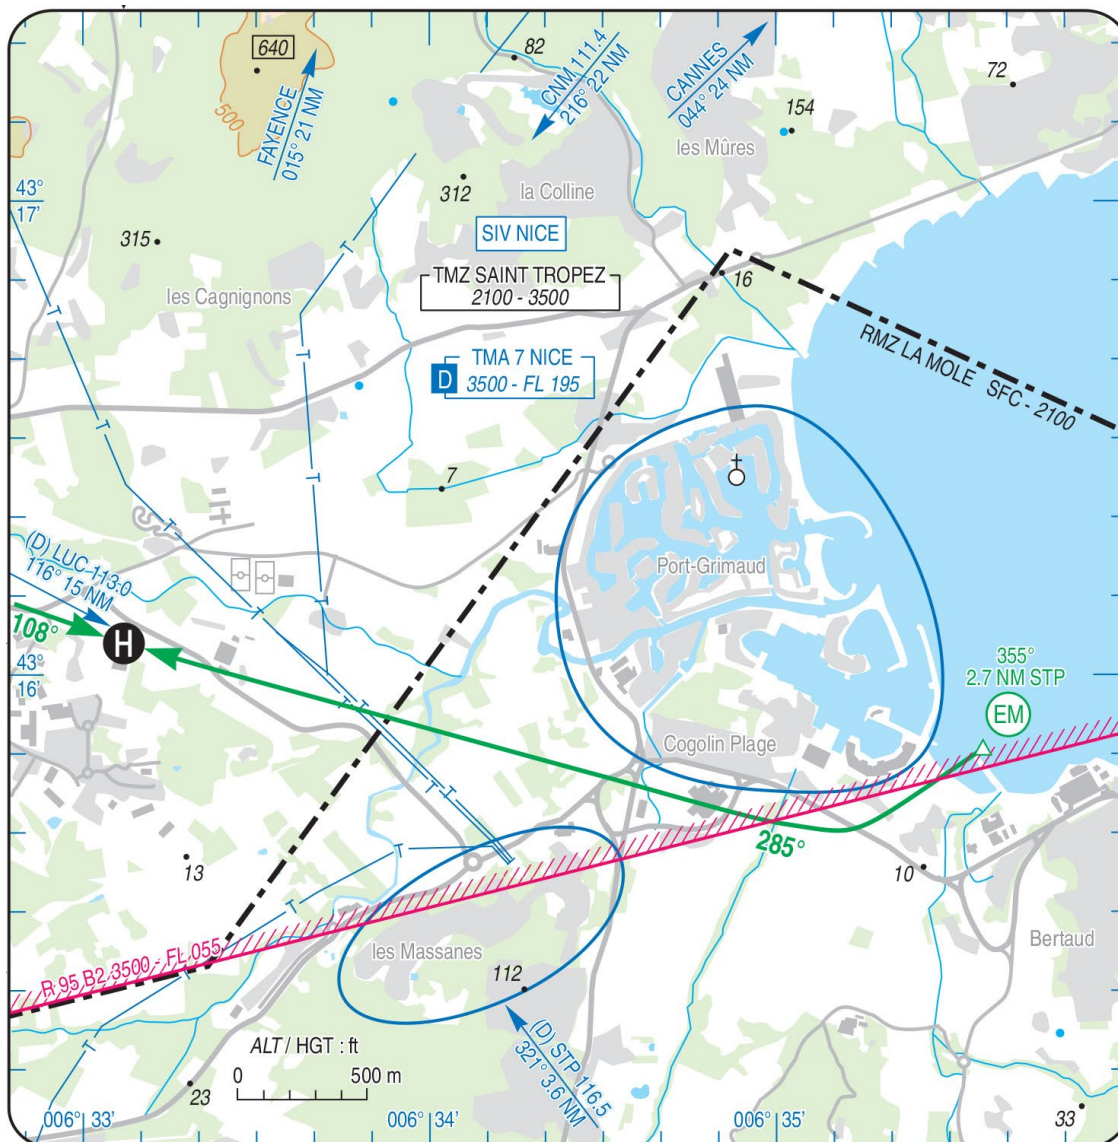 640
82
72
FAYENCE
015° 21 NM
CNM 111.4
216° 22 NM
CANNES
044° 24 NM
500
154
les Mûres
312
la Colline
43°
17'
SIV NICE
315
TMZ SAINT TROPEZ
2100 - 3500
16
les Cagnignons
RMZ LA MOLE SFC - 2100
TMA 7 NICE
D
3500 - FL 195
T
T
T
7
T
(D) LUC 113.0
116° 15 NM
Port-Grimaud
T
T
108°
H
43°
16'
T
T
355°
2.7 NM STP
EM
Cogolin Plage
T
T
T
285°
13
10
R 95 B2 3500 - FL 055
les Massanes
Bertaud
112
T
(D) STP 116.5
321° 3.6 NM
ALT / HGT : ft
0 500 m
23
33
006° 33'
006° 34'
006° 35'